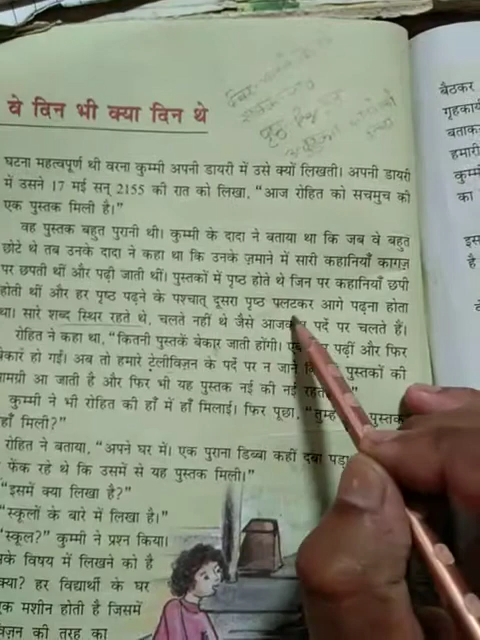 वे दिन भी क्या दिन थे
घटना महत्वपूर्ण थी वरना कुम्मी अपनी डायरी में उसे क्यों लिखती। अपनी डायरी
में उसने 17 मई सन् 2155 की रात को लिखा, “आज रोहित को सचमुच की
एक पुस्तक मिली है।”
वह पुस्तक बहुत पुरानी थी। कुम्मी के दादा ने बताया था कि जब वे बहुत
छोटे थे तब उनके दादा ने कहा था कि उनके ज़माने में सारी कहानियाँ कागज़
पर छपती थीं और पढ़ी जाती थीं। पुस्तकों में पृष्ठ होते थे जिन पर कहानियाँ छपी
होती थीं और हर पृष्ठ पढ़ने के पश्चात् दूसरा पृष्ठ पलटकर आगे पढ़ना होता
था। सारे शब्द स्थिर रहते थे, चलते नहीं थे जैसे पर्दे पर चलते हैं।
रोहित ने कहा था, “कितनी पुस्तकें बेकार जाती होंगी। पढ़ीं और फिर
बेकार हो गईं। अब तो हमारे टेलीविज़न के पर्दे पर न पुस्तकों की
सामग्री आ जाती है और फिर भी यह पुस्तक नई की नई
कुम्मी ने भी रोहित की हाँ में हाँ मिलाई। फिर पूछा, पुस्तक
कहाँ मिली?”
रोहित ने बताया, “अपने घर में। एक पुराना डिब्बा कहीं दबा
फेंक रहे थे कि उसमें से यह पुस्तक मिली।”
“इसमें क्या लिखा है?”
“स्कूलों के बारे में लिखा है।”
“स्कूल?” कुम्मी ने प्रश्न किया।
के विषय में लिखने को है
क्या? हर विद्यार्थी के घर
एक मशीन होती है जिसमें
की तरह का
बैठकर
हमारी
का
है